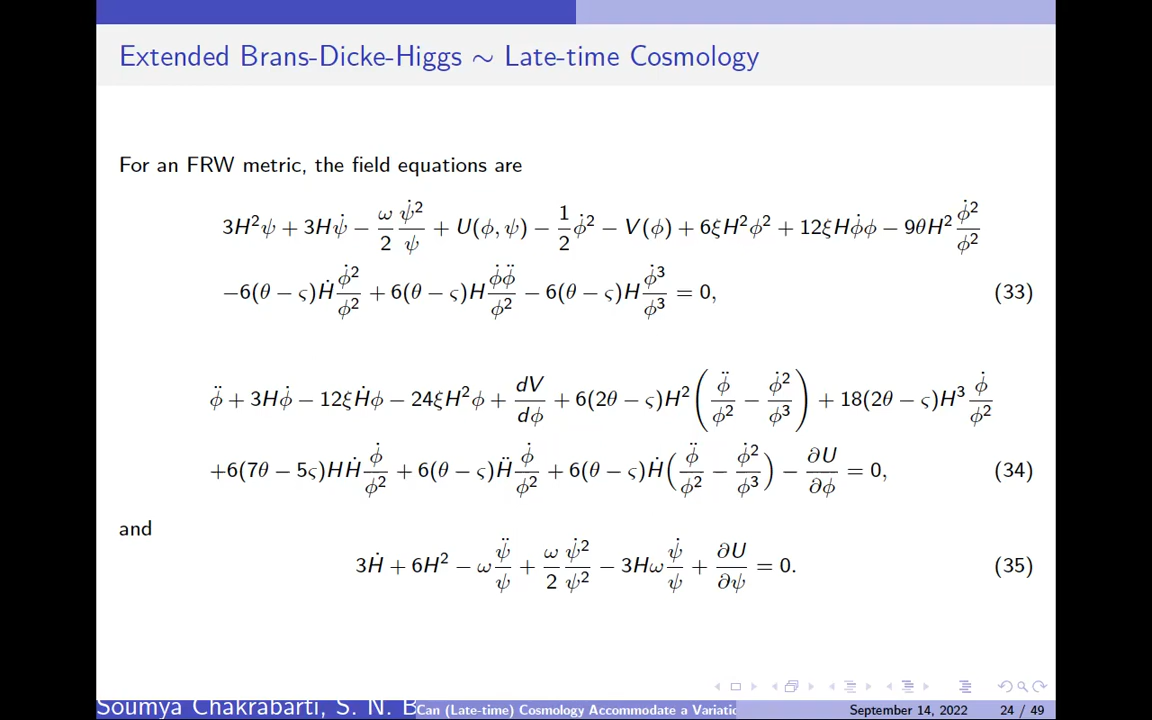 Extended Brans-Dicke-Higgs ∼ Late-time Cosmology
For an FRW metric, the field equations are
3H²ψ + 3Hψ̇ − (ω/2)(ψ̇²/ψ) + U(ϕ, ψ) − (1/2)ϕ̇² − V(ϕ) + 6ξH²ϕ² + 12ξHϕ̇ϕ − 9θH²(ϕ̇²/ϕ²)
−6(θ − ς)Ḣ(ϕ̇²/ϕ²) + 6(θ − ς)H(ϕ̇ϕ̈/ϕ²) − 6(θ − ς)H(ϕ̇³/ϕ³) = 0, (33)
ϕ̈ + 3Hϕ̇ − 12ξḢϕ − 24ξH²ϕ + dV/dϕ + 6(2θ − ς)H²(ϕ̈/ϕ² − ϕ̇²/ϕ³) + 18(2θ − ς)H³(ϕ̇/ϕ²)
+6(7θ − 5ς)HḢ(ϕ̇/ϕ²) + 6(θ − ς)Ḧ(ϕ̇/ϕ²) + 6(θ − ς)Ḣ(ϕ̈/ϕ² − ϕ̇²/ϕ³) − ∂U/∂ϕ = 0, (34)
and
3Ḣ + 6H² − ω(ψ̈/ψ) + (ω/2)(ψ̇²/ψ²) − 3Hω(ψ̇/ψ) + ∂U/∂ψ = 0. (35)
Soumya Chakrabarti, S. N. B Can (Late-time) Cosmology Accommodate a Variatio September 14, 2022 24 / 49